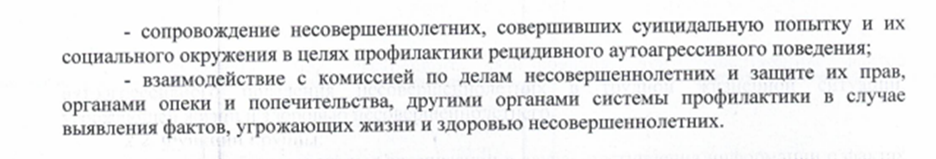 - сопровождение несовершеннолетних, совершивших суицидальную попытку и их
социального окружения в целях профилактики рецидивного аутоагрессивного поведения;
- взаимодействие с комиссией по делам несовершеннолетних и защите их прав,
органами опеки и попечительства, другими органами системы профилактики в случае
выявления фактов, угрожающих жизни и здоровью несовершеннолетних.